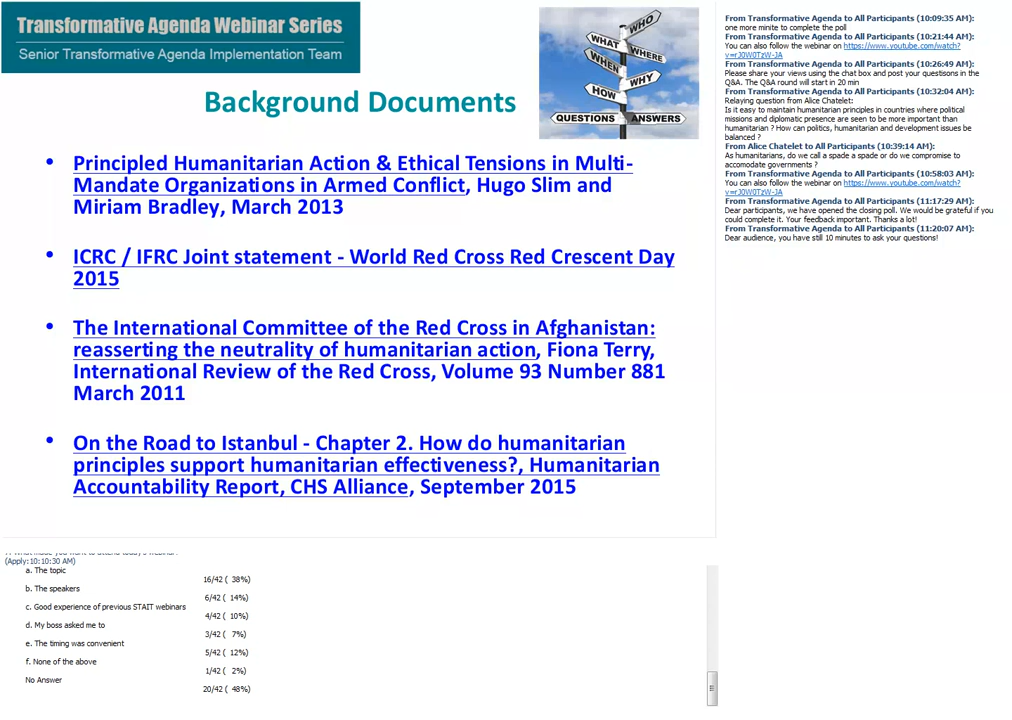 Transformative Agenda Webinar Series
Senior Transformative Agenda Implementation Team
WHO
WHAT
WHERE
WHEN
WHY
HOW
QUESTIONS
ANSWERS
Background Documents
• Principled Humanitarian Action & Ethical Tensions in Multi-
Mandate Organizations in Armed Conflict, Hugo Slim and
Miriam Bradley, March 2013
• ICRC / IFRC Joint statement - World Red Cross Red Crescent Day
2015
• The International Committee of the Red Cross in Afghanistan:
reasserting the neutrality of humanitarian action, Fiona Terry,
International Review of the Red Cross, Volume 93 Number 881
March 2011
• On the Road to Istanbul - Chapter 2. How do humanitarian
principles support humanitarian effectiveness?, Humanitarian
Accountability Report, CHS Alliance, September 2015
From Transformative Agenda to All Participants (10:09:35 AM):
one more minite to complete the poll
From Transformative Agenda to All Participants (10:21:44 AM):
You can also follow the webinar on https://www.youtube.com/watch?
v=rJ0W0TzW-JA
From Transformative Agenda to All Participants (10:26:49 AM):
Please share your views using the chat box and post your questisons in the
Q&A. The Q&A round will start in 20 min
From Transformative Agenda to All Participants (10:32:04 AM):
Relaying question from Alice Chatelet:
Is it easy to maintain humanitarian principles in countries where political
missions and diplomatic presence are seen to be more important than
humanitarian ? How can politics, humanitarian and development issues be
balanced ?
From Alice Chatelet to All Participants (10:39:14 AM):
As humanitarians, do we call a spade a spade or do we compromise to
accomodate governments ?
From Transformative Agenda to All Participants (10:58:03 AM):
You can also follow the webinar on https://www.youtube.com/watch?
v=rJ0W0TzW-JA
From Transformative Agenda to All Participants (11:17:29 AM):
Dear participants, we have opened the closing poll. We would be grateful if you
could complete it. Your feedback important. Thanks a lot!
From Transformative Agenda to All Participants (11:20:07 AM):
Dear audience, you have still 10 minutes to ask your questions!
What made you want to attend today's webinar?
(Apply:10:10:30 AM)
a. The topic
16/42 ( 38%)
b. The speakers
6/42 ( 14%)
c. Good experience of previous STAIT webinars
4/42 ( 10%)
d. My boss asked me to
3/42 ( 7%)
e. The timing was convenient
5/42 ( 12%)
f. None of the above
1/42 ( 2%)
No Answer
20/42 ( 48%)